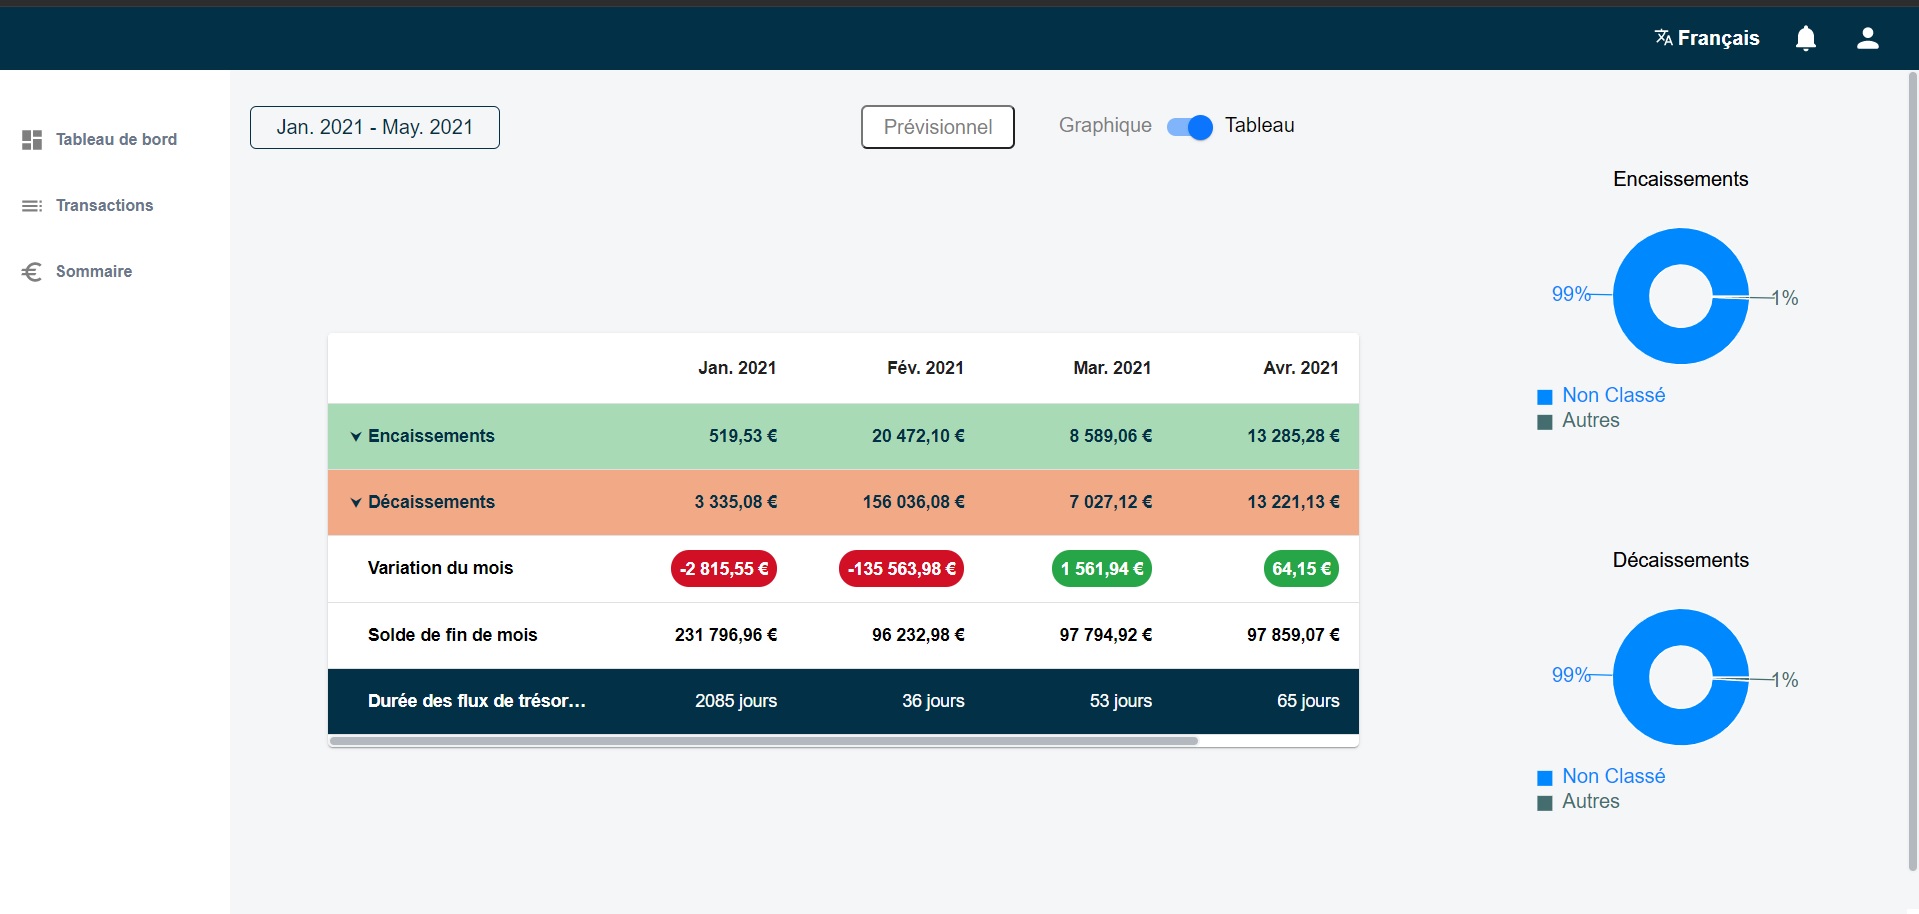 Français
Tableau de bord
Transactions
Sommaire
Jan. 2021 - May. 2021
Prévisionnel
Graphique Tableau
Jan. 2021 Fév. 2021 Mar. 2021 Avr. 2021
Encaissements 519,53 € 20 472,10 € 8 589,06 € 13 285,28 €
Décaissements 3 335,08 € 156 036,08 € 7 027,12 € 13 221,13 €
Variation du mois -2 815,55 € -135 563,98 € 1 561,94 € 64,15 €
Solde de fin de mois 231 796,96 € 96 232,98 € 97 794,92 € 97 859,07 €
Durée des flux de trésor... 2085 jours 36 jours 53 jours 65 jours
Encaissements
99% 1%
Non Classé
Autres
Décaissements
99% 1%
Non Classé
Autres